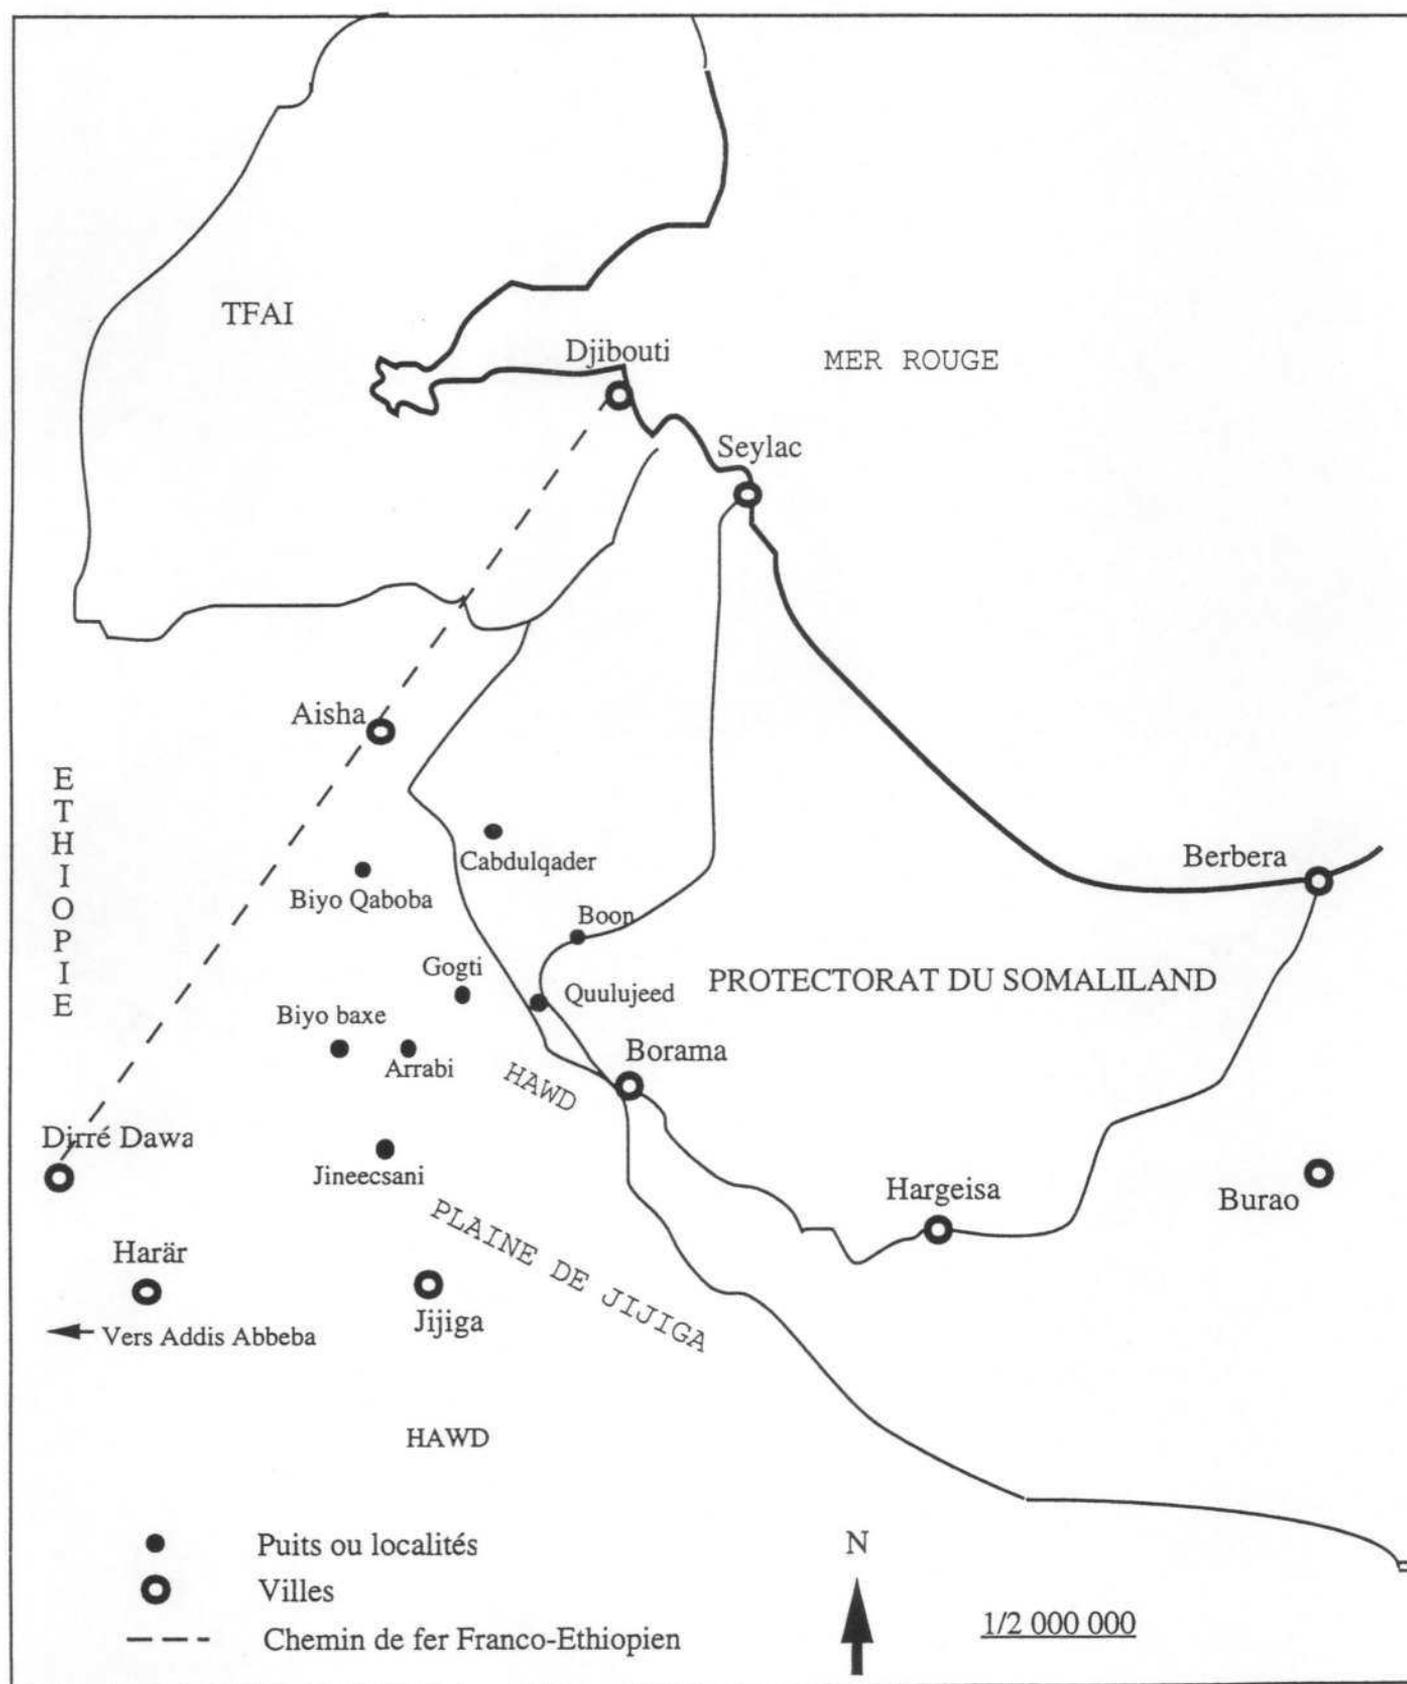 TFAI
Djibouti
MER ROUGE
Seylac
Aisha
ETHIOPIE
Cabdulqader
Berbera
Biyo Qaboba
Boon
Gogti
PROTECTORAT DU SOMALILAND
Quulujeed
Biyo baxe
Borama
Arrabi
HAWD
Dirré Dawa
Jineecsani
Hargeisa
Burao
PLAINE DE JIJIGA
Harär
Jijiga
Vers Addis Abbeba
HAWD
Puits ou localités
N
Villes
1/2 000 000
Chemin de fer Franco-Ethiopien